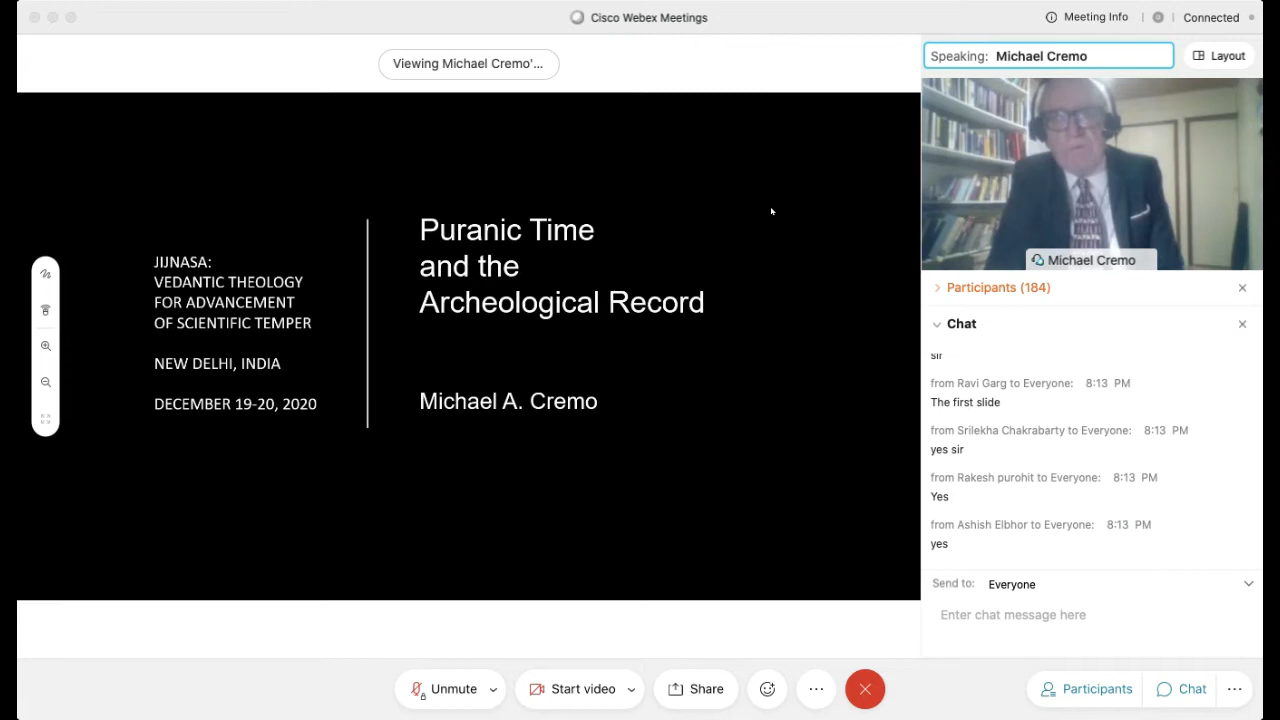 Cisco Webex Meetings
Meeting Info
Connected
Viewing Michael Cremo'...
Speaking: Michael Cremo
Layout
JIJNASA:
VEDANTIC THEOLOGY
FOR ADVANCEMENT
OF SCIENTIFIC TEMPER
NEW DELHI, INDIA
DECEMBER 19-20, 2020
Puranic Time
and the
Archeological Record
Michael A. Cremo
Michael Cremo
Participants (184)
Chat
sir
from Ravi Garg to Everyone: 8:13 PM
The first slide
from Srilekha Chakrabarty to Everyone: 8:13 PM
yes sir
from Rakesh purohit to Everyone: 8:13 PM
Yes
from Ashish Elbhor to Everyone: 8:13 PM
yes
Send to: Everyone
Enter chat message here
Unmute
Start video
Share
Participants
Chat